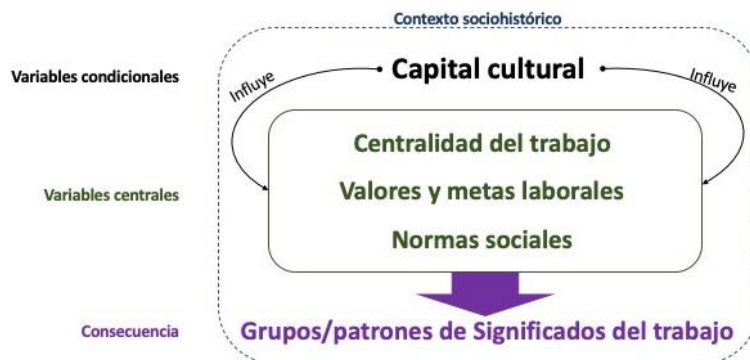 Contexto sociohistórico
Variables condicionales
Capital cultural
Influye
Influye
Centralidad del trabajo
Variables centrales
Valores y metas laborales
Normas sociales
Consecuencia
Grupos/patrones de Significados del trabajo